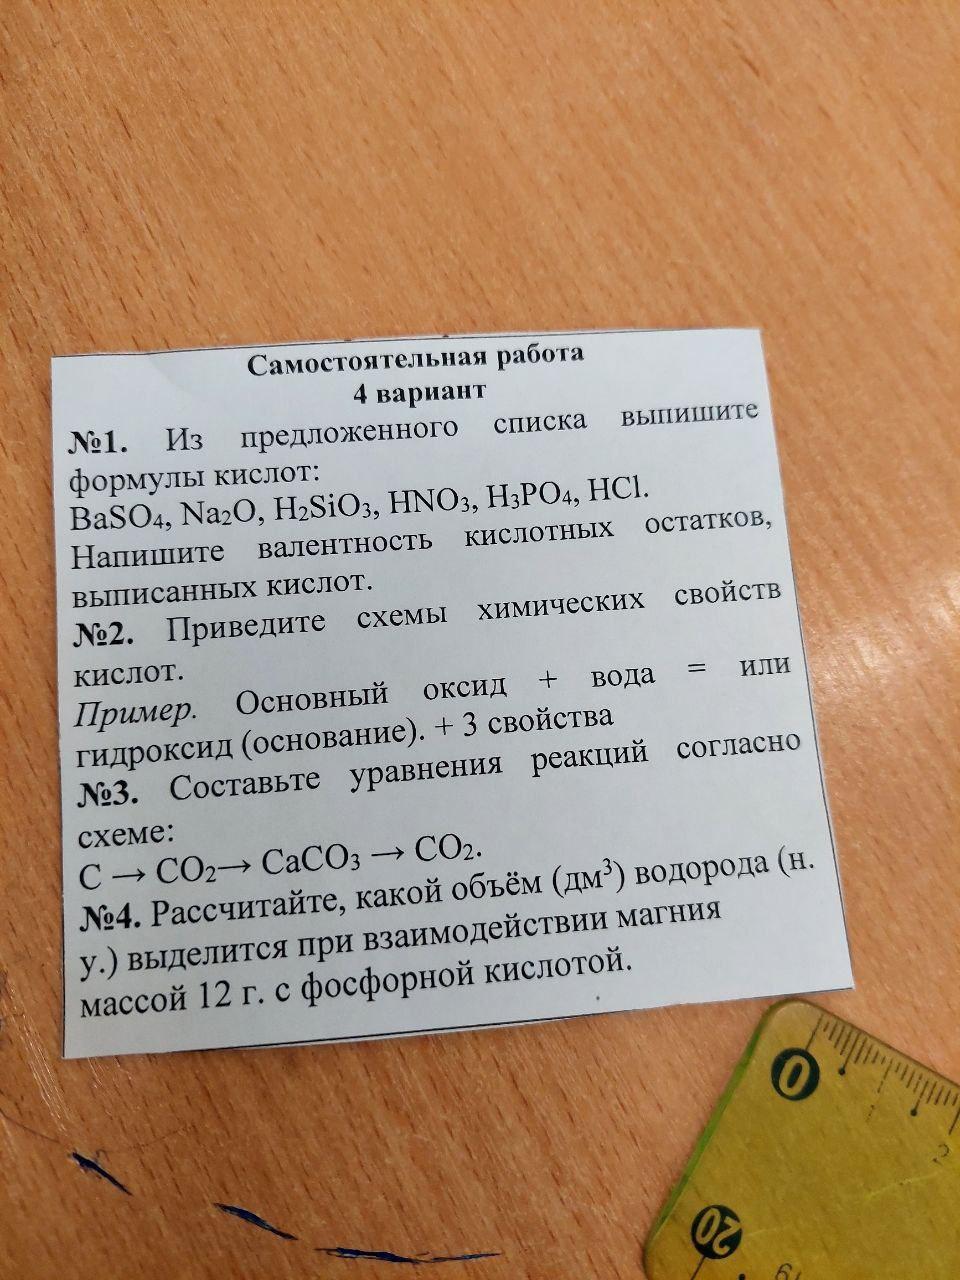 Самостоятельная работа
4 вариант
№1. Из предложенного списка выпишите
формулы кислот:
BaSO₄, Na₂O, H₂SiO₃, HNO₃, H₃PO₄, HCl.
Напишите валентность кислотных остатков,
выписанных кислот.
№2. Приведите схемы химических свойств
кислот.
Пример. Основный оксид + вода = или
гидроксид (основание). + 3 свойства
№3. Составьте уравнения реакций согласно
схеме:
C → CO₂→ CaCO₃ → CO₂.
№4. Рассчитайте, какой объём (дм³) водорода (н.
у.) выделится при взаимодействии магния
массой 12 г. с фосфорной кислотой.
0
20